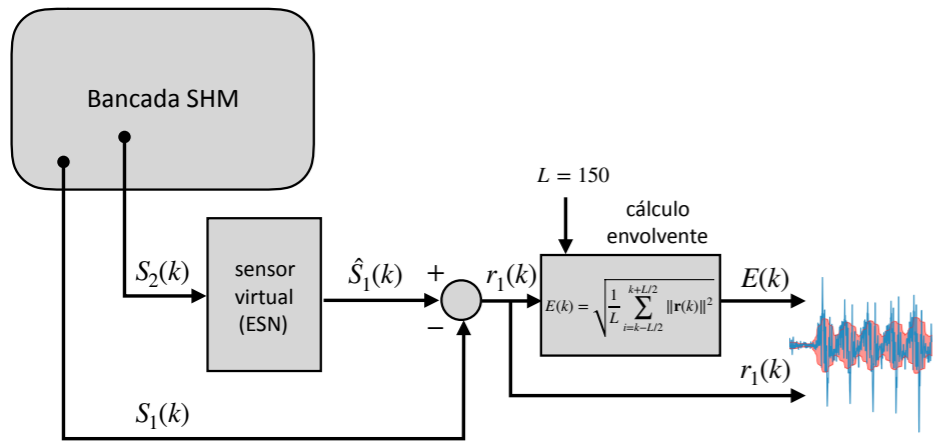 Bancada SHM
L = 150
cálculo
envolvente
S₂(k)
sensor
virtual
(ESN)
Ŝ₁(k)
+
−
r₁(k)
E(k) = √(1/L ∑_{i=k−L/2}^{k+L/2} ||r(k)||²)
E(k)
r₁(k)
S₁(k)